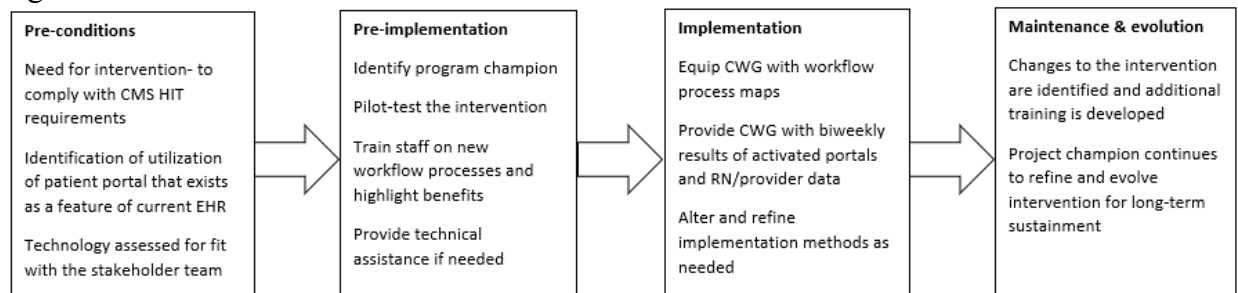 Pre-conditions
Need for intervention- to
comply with CMS HIT
requirements
Identification of utilization
of patient portal that exists
as a feature of current EHR
Technology assessed for fit
with the stakeholder team
Pre-implementation
Identify program champion
Pilot-test the intervention
Train staff on new
workflow processes and
highlight benefits
Provide technical
assistance if needed
Implementation
Equip CWG with workflow
process maps
Provide CWG with biweekly
results of activated portals
and RN/provider data
Alter and refine
implementation methods as
needed
Maintenance & evolution
Changes to the intervention
are identified and additional
training is developed
Project champion continues
to refine and evolve
intervention for long-term
sustainment